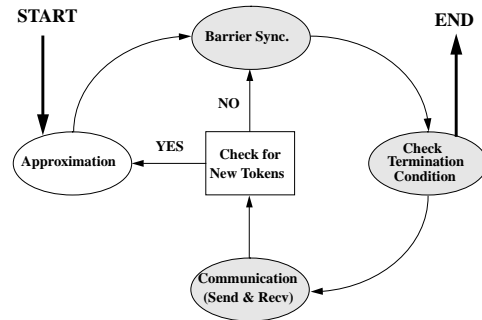 START
END
Barrier Sync.
NO
YES
Approximation
Check for
New Tokens
Check
Termination
Condition
Communication
(Send & Recv)